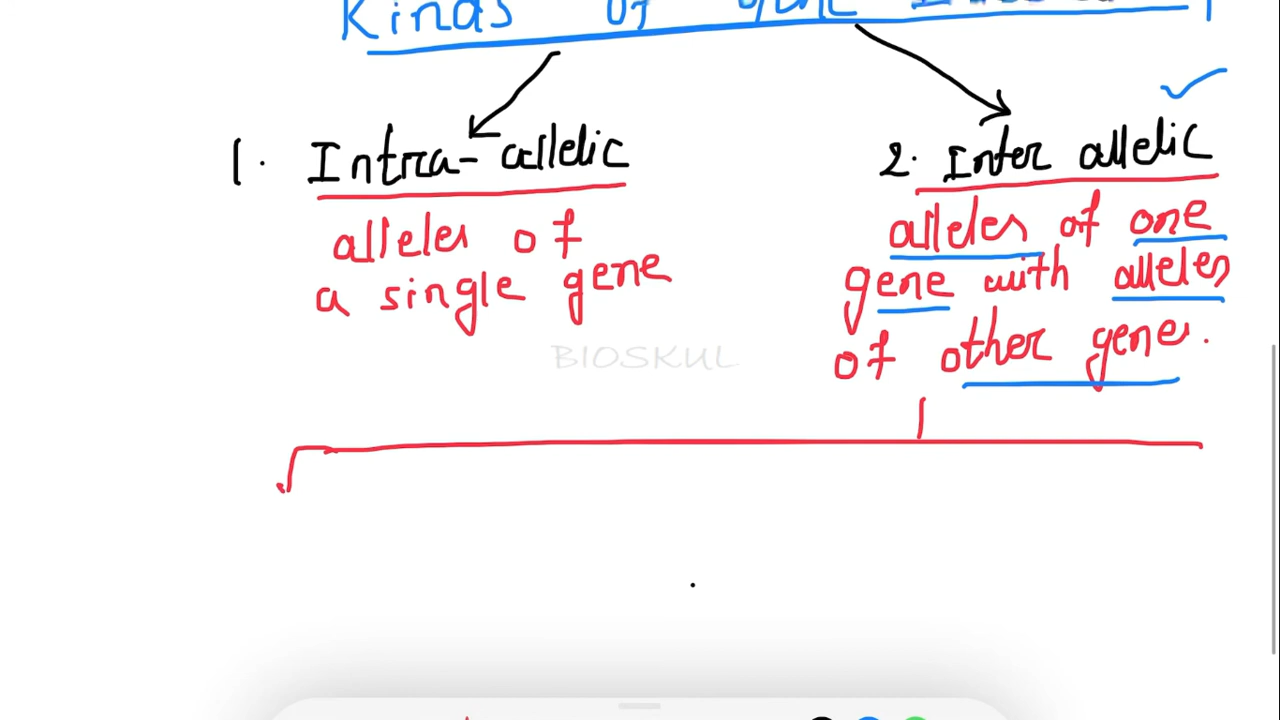 Kinds of
1. Intra-allelic
alleles of
a single gene
2. Inter allelic
alleles of one
gene with alleles
of other gene.
BIOSKUL